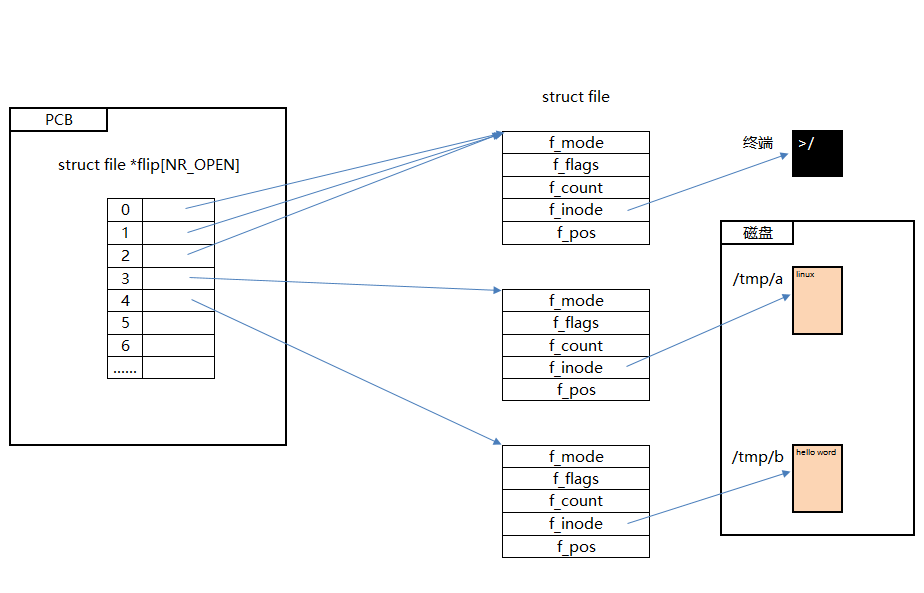 struct file
PCB
struct file *flip[NR_OPEN]
0
1
2
3
4
5
6
......
f_mode
f_flags
f_count
f_inode
f_pos
终端
>/
磁盘
f_mode
f_flags
f_count
f_inode
f_pos
/tmp/a
linux
f_mode
f_flags
f_count
f_inode
f_pos
/tmp/b
hello word